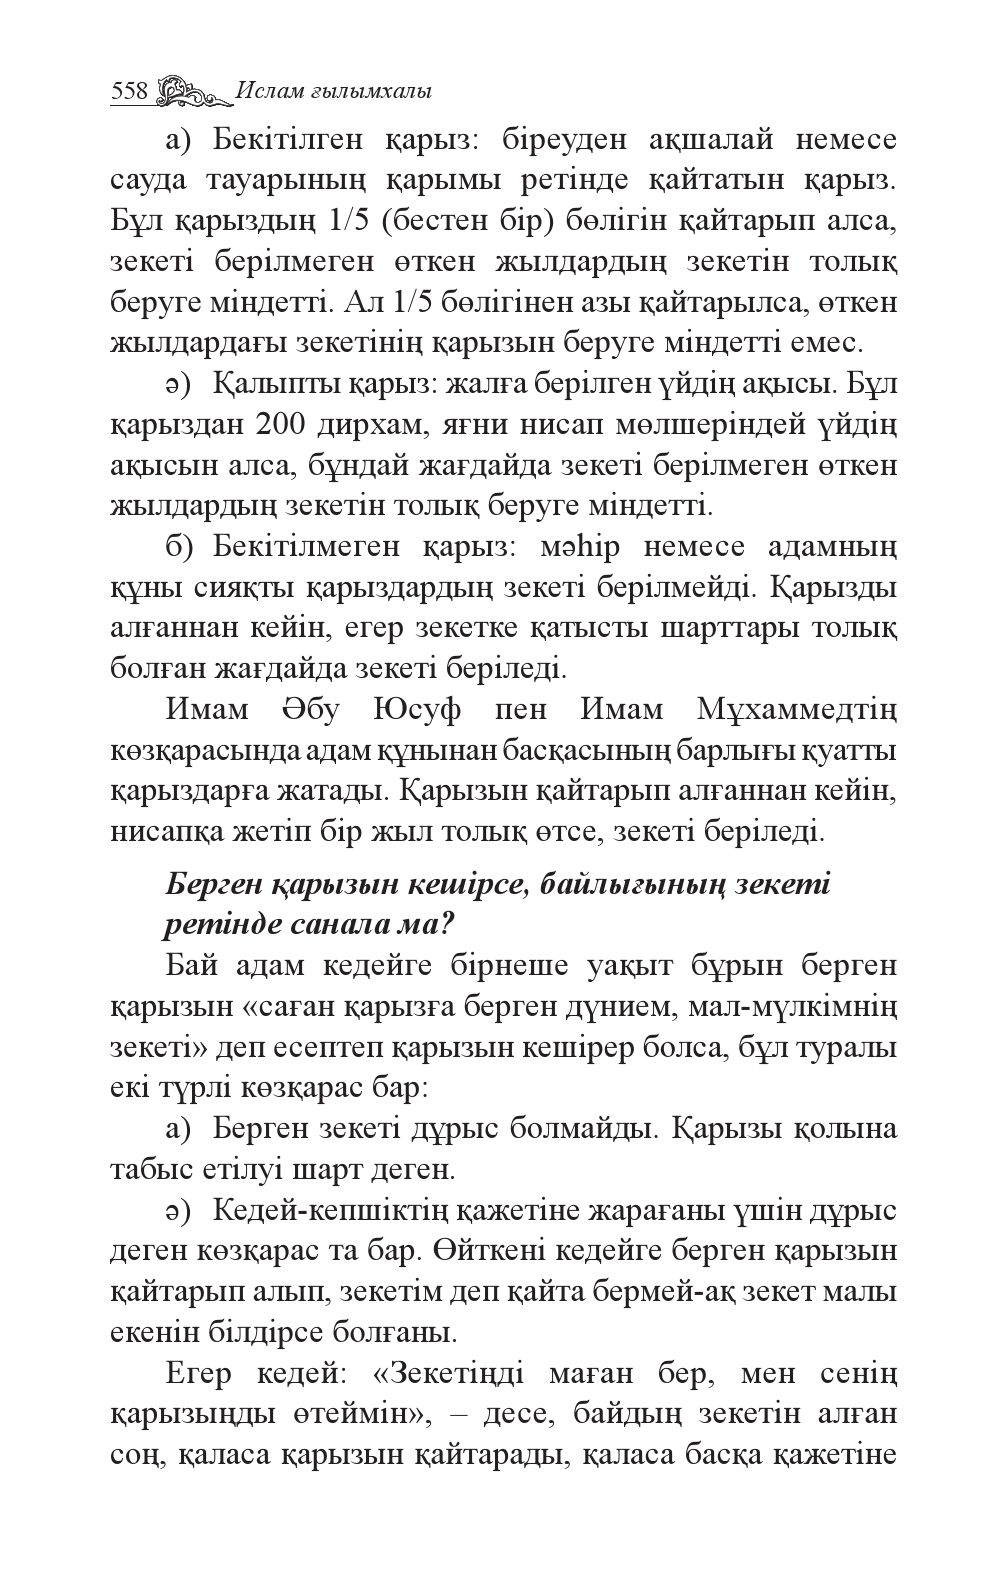 558 Ислам ғылымхалы
а) Бекітілген қарыз: біреуден ақшалай немесе
сауда тауарының қарымы ретінде қайтатын қарыз.
Бұл қарыздың 1/5 (бестен бір) бөлігін қайтарып алса,
зекеті берілмеген өткен жылдардың зекетін толық
беруге міндетті. Ал 1/5 бөлігінен азы қайтарылса, өткен
жылдардағы зекетінің қарызын беруге міндетті емес.
ә) Қалыпты қарыз: жалға берілген үйдің ақысы. Бұл
қарыздан 200 дирхам, яғни нисап мөлшеріндей үйдің
ақысын алса, бұндай жағдайда зекеті берілмеген өткен
жылдардың зекетін толық беруге міндетті.
б) Бекітілмеген қарыз: мәһір немесе адамның
құны сияқты қарыздардың зекеті берілмейді. Қарызды
алғаннан кейін, егер зекетке қатысты шарттары толық
болған жағдайда зекеті беріледі.
Имам Әбу Юсуф пен Имам Мұхаммедтің
көзқарасында адам құнынан басқасының барлығы қуатты
қарыздарға жатады. Қарызын қайтарып алғаннан кейін,
нисапқа жетіп бір жыл толық өтсе, зекеті беріледі.
Берген қарызын кешірсе, байлығының зекеті
ретінде санала ма?
Бай адам кедейге бірнеше уақыт бұрын берген
қарызын «саған қарызға берген дүнием, мал-мүлкімнің
зекеті» деп есептеп қарызын кешірер болса, бұл туралы
екі түрлі көзқарас бар:
а) Берген зекеті дұрыс болмайды. Қарызы қолына
табыс етілуі шарт деген.
ә) Кедей-кепшіктің қажетіне жарағаны үшін дұрыс
деген көзқарас та бар. Өйткені кедейге берген қарызын
қайтарып алып, зекетім деп қайта бермей-ақ зекет малы
екенін білдірсе болғаны.
Егер кедей: «Зекетіңді маған бер, мен сенің
қарызыңды өтеймін», – десе, байдың зекетін алған
соң, қаласа қарызын қайтарады, қаласа басқа қажетіне